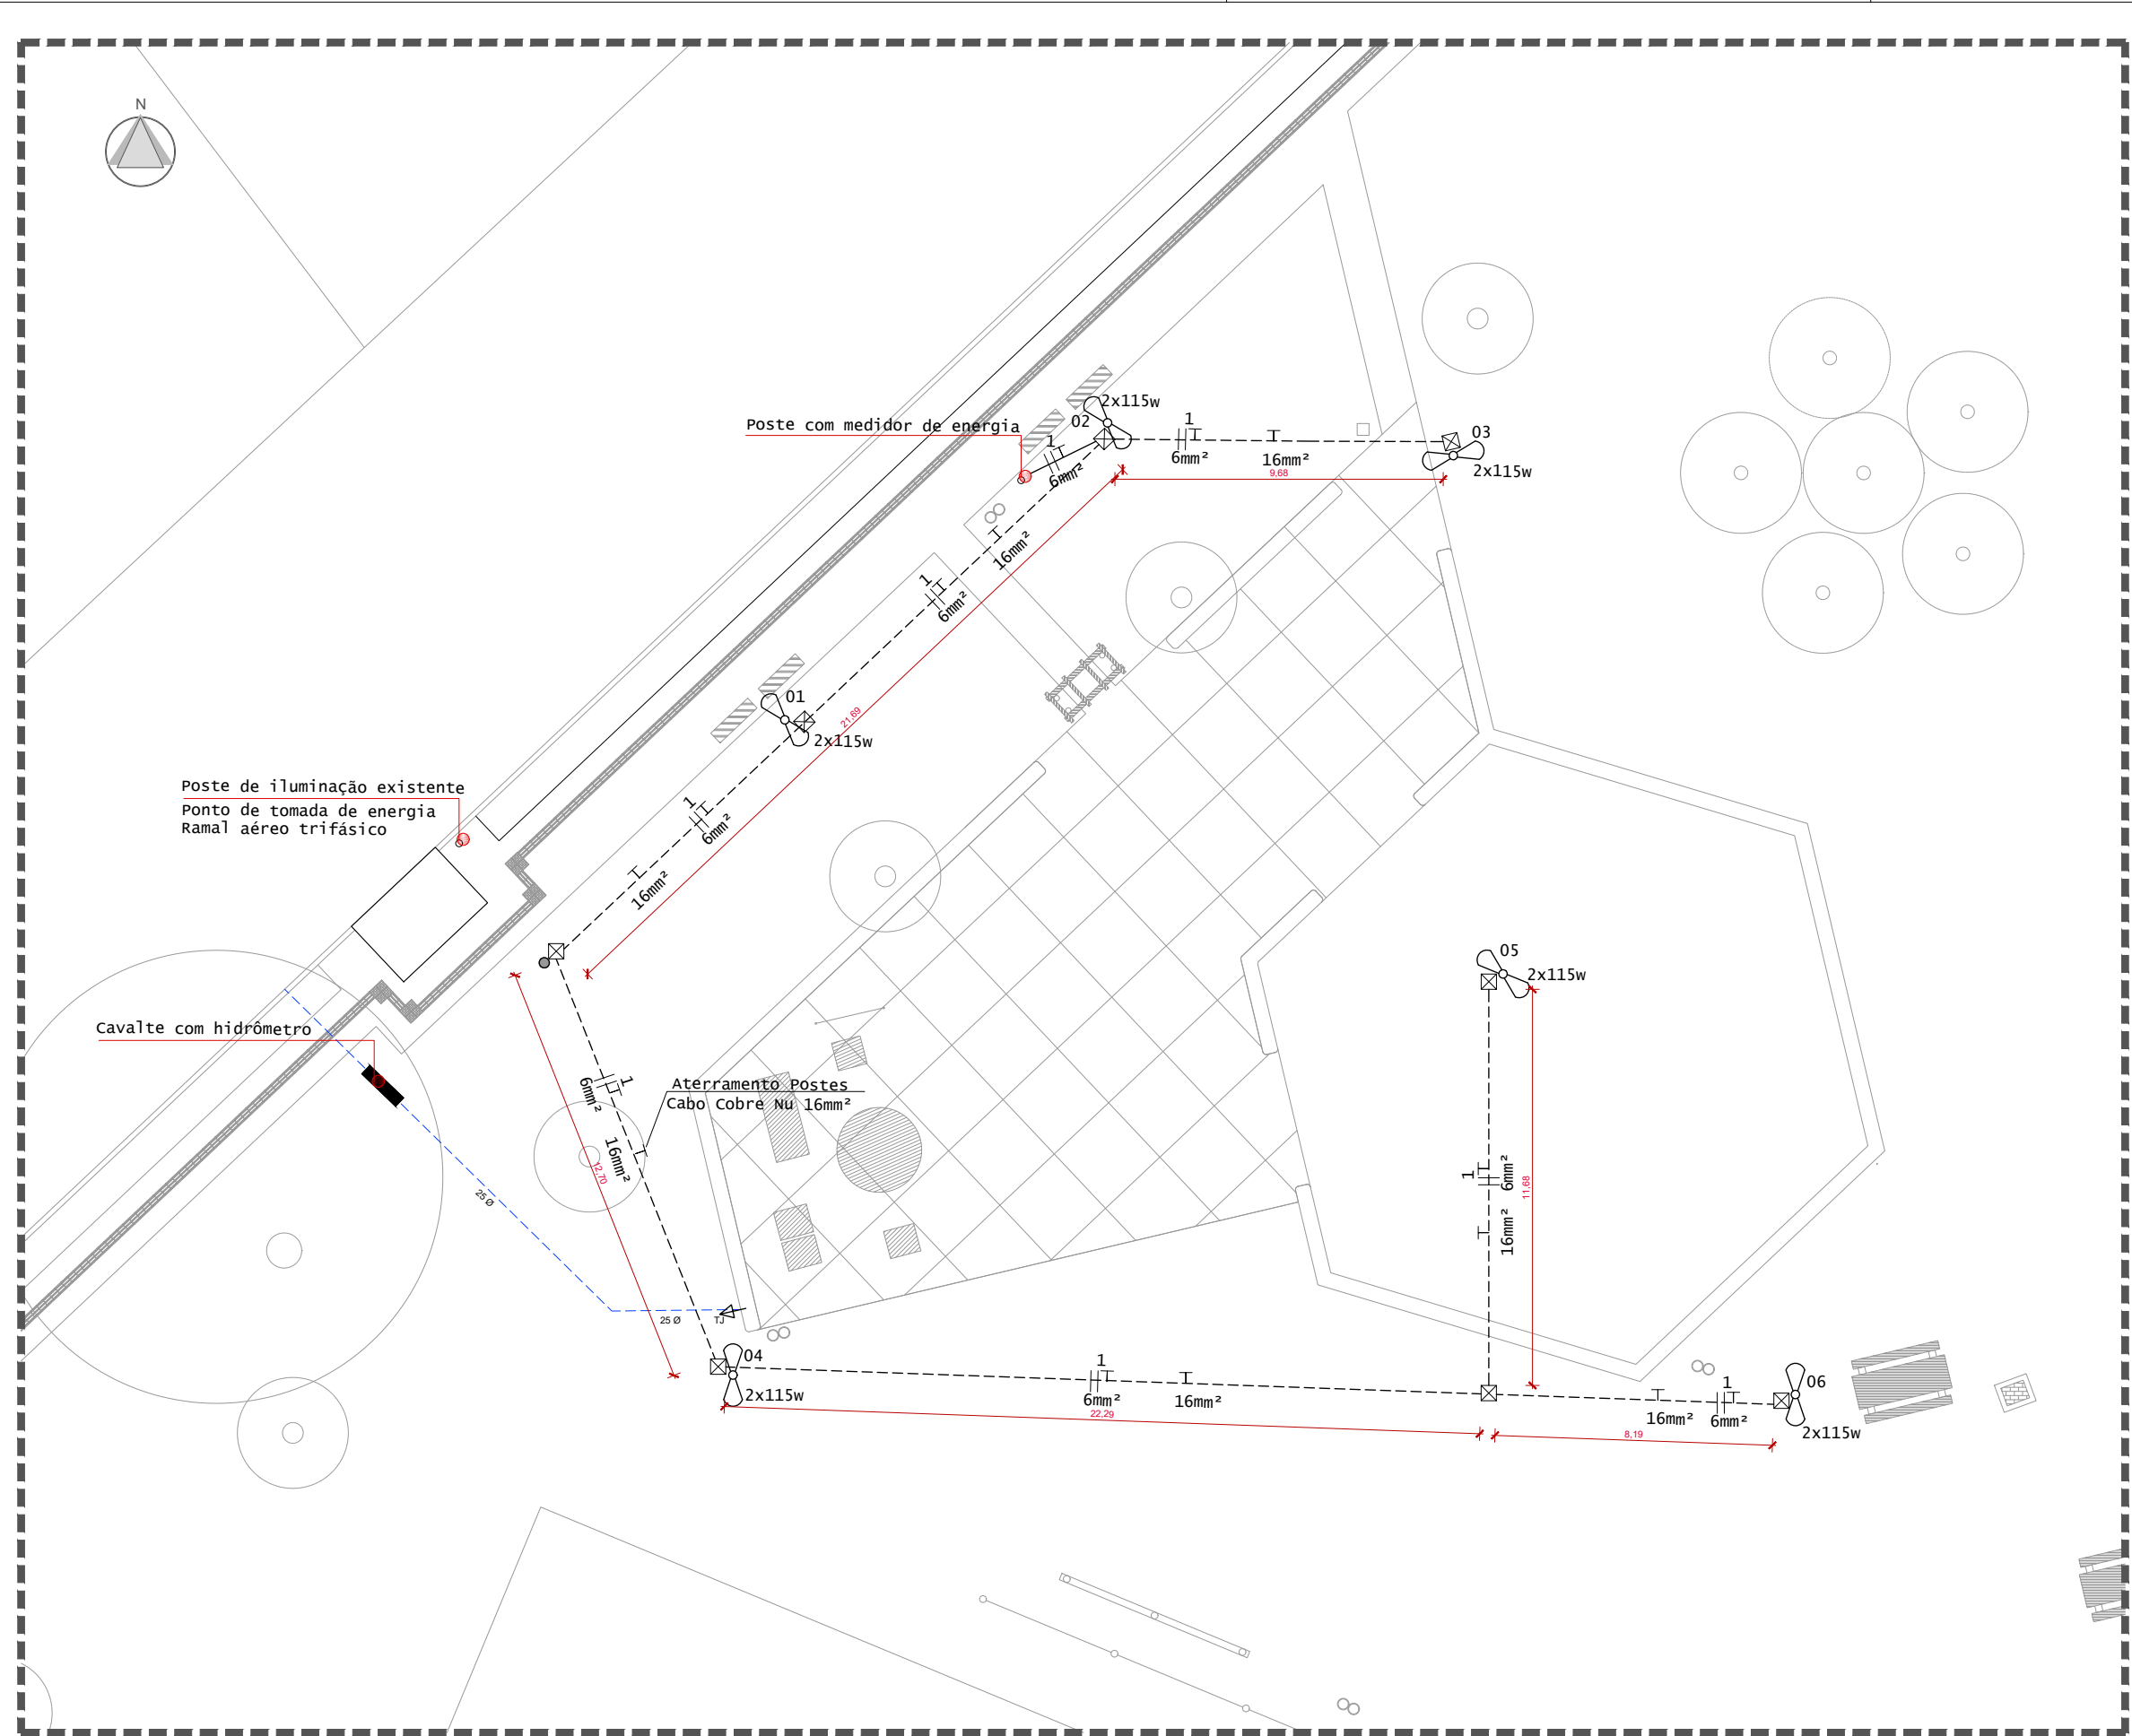 N
2x115w
02
Poste com medidor de energia
1
6mm²
1
6mm²
16mm²
9,68
03
2x115w
16mm²
1
6mm²
21,69
01
2x115w
1
6mm²
16mm²
Poste de iluminação existente
Ponto de tomada de energia
Ramal aéreo trifásico
Cavalte com hidrômetro
25 Ø
1
6mm²
Aterramento Postes
Cabo Cobre Nu 16mm²
16mm²
12,70
05
2x115w
1
6mm²
11,68
16mm²
25 Ø
TJ
04
2x115w
1
6mm²
16mm²
22.29
16mm²
1
6mm²
8,19
06
2x115w